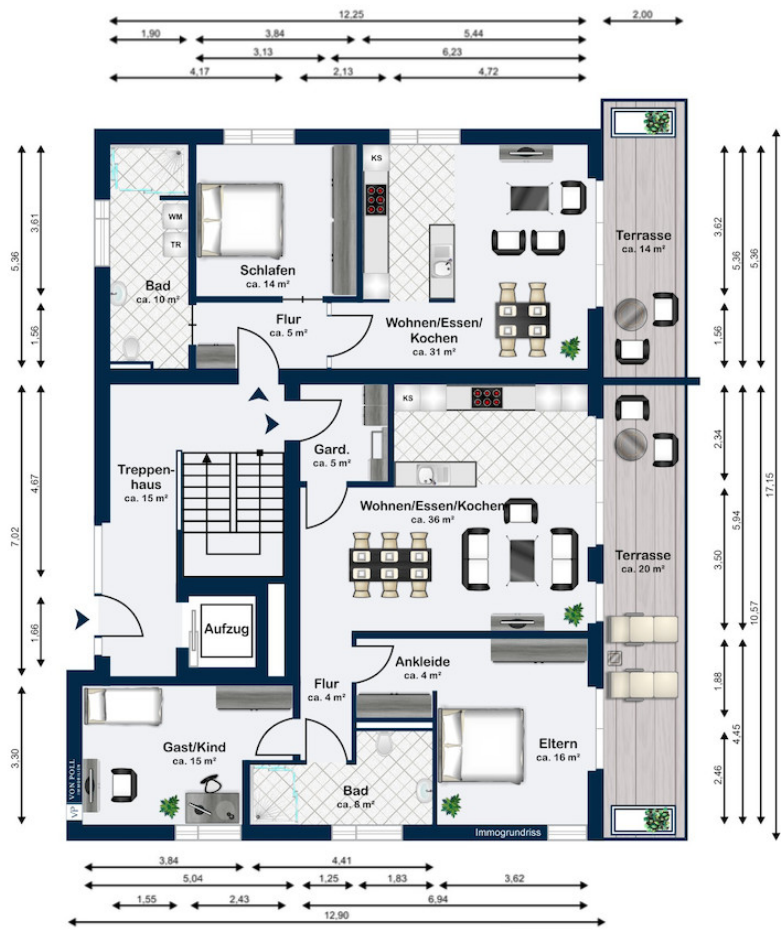 12,25
2,00
1,90
3,84
5,44
3,13
6,23
4,17
2,13
4,72
KS
WM
TR
Bad
ca. 10 m²
Schlafen
ca. 14 m²
Flur
ca. 5 m²
Wohnen/Essen/
Kochen
ca. 31 m²
Terrasse
ca. 14 m²
5,36
3,61
1,56
3,62
5,36
5,36
1,56
7,02
4,67
1,66
3,30
Treppen-
haus
ca. 15 m²
Gard.
ca. 5 m²
KS
Wohnen/Essen/Kochen
ca. 36 m²
Terrasse
ca. 20 m²
2,34
5,94
3,50
10,57
17,15
1,88
4,45
2,46
Aufzug
Ankleide
ca. 4 m²
Flur
ca. 4 m²
Gast/Kind
ca. 15 m²
Eltern
ca. 16 m²
Bad
ca. 8 m²
VP VON POLL
IMMOBILIEN
Immogrundriss
3,84
4,41
5,04
1,25
1,83
3,62
1,55
2,43
6,94
12,90